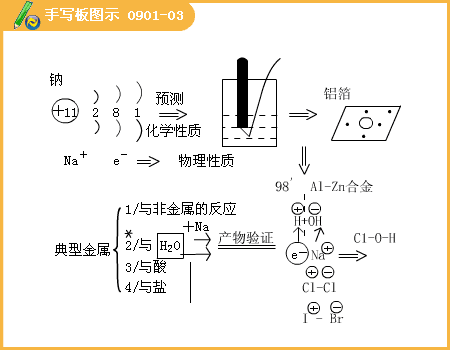 手写板图示 0901-03
钠
+11 2 8 1
预测
化学性质
铝箔
Na+ e- 物理性质
98' Al-Zn合金
+ -
H+OH
典型金属
1/与非金属的反应
*
2/与 H2O
+Na
3/与酸
4/与盐
产物验证
e- Na+
Cl-O-H
+ -
Cl-Cl
+ -
I - Br